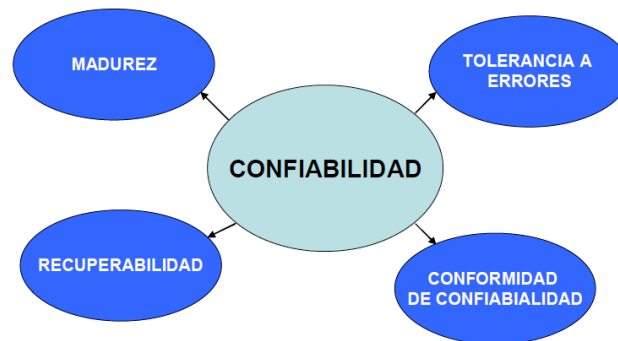 MADUREZ
TOLERANCIA A
ERRORES
CONFIABILIDAD
RECUPERABILIDAD
CONFORMIDAD
DE CONFIABIALIDAD